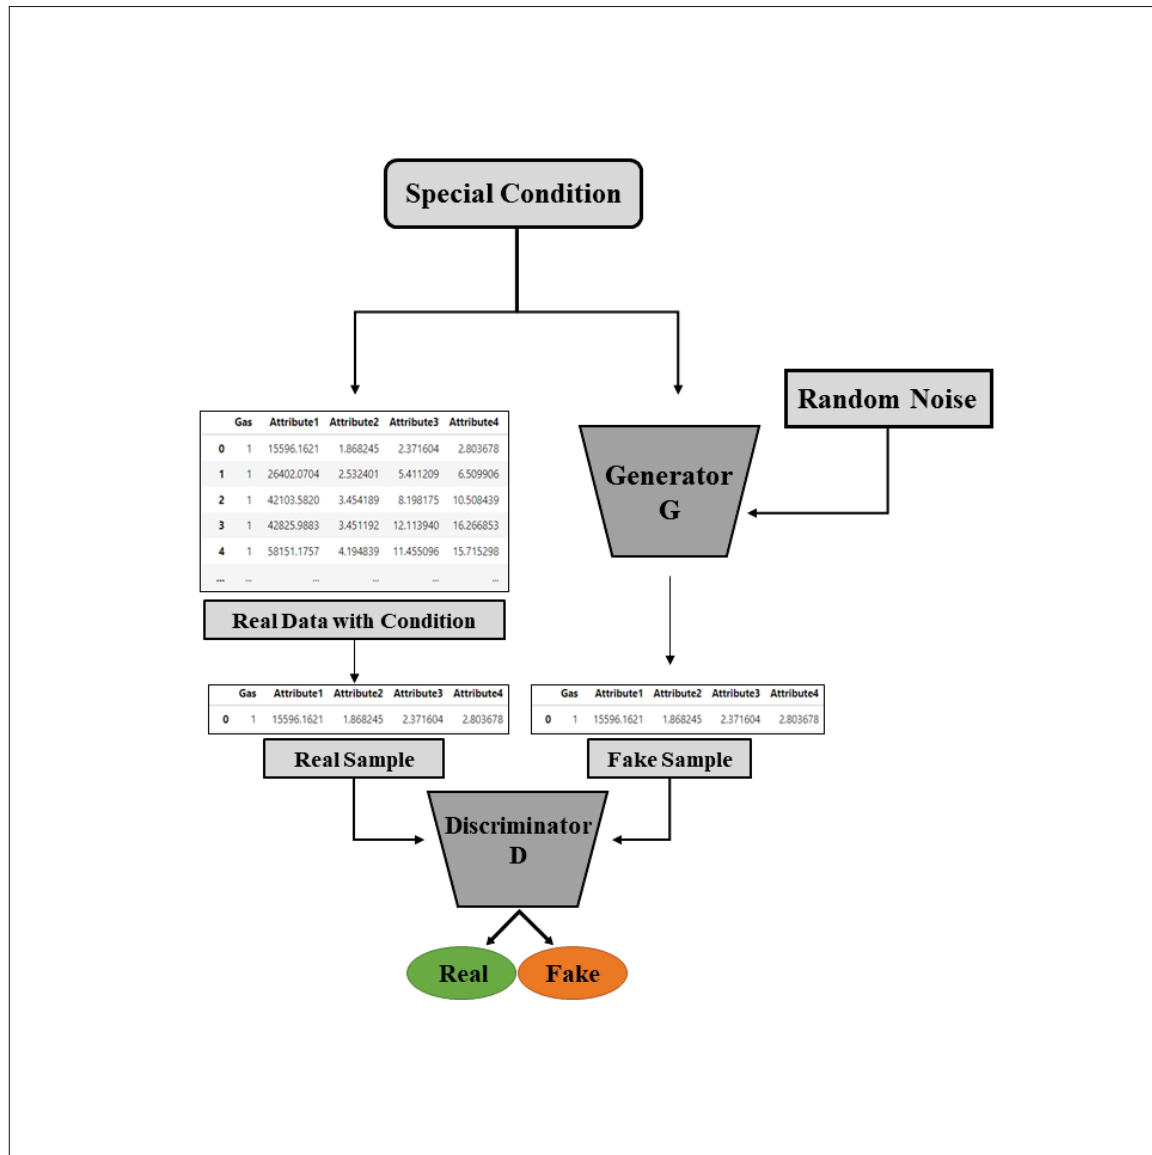 Special Condition
Random Noise
Gas Attribute1 Attribute2 Attribute3 Attribute4
0 1 15596.1621 1.868245 2.371604 2.803678
1 1 26402.0704 2.532401 5.411209 6.509906
2 1 42103.5820 3.454189 8.198175 10.508439
3 1 42825.9883 3.451192 12.113940 16.266853
4 1 58151.1757 4.194839 11.455096 15.715298
... ... ... ... ... ...
Generator
G
Real Data with Condition
Gas Attribute1 Attribute2 Attribute3 Attribute4
0 1 15596.1621 1.868245 2.371604 2.803678
Real Sample
Gas Attribute1 Attribute2 Attribute3 Attribute4
0 1 15596.1621 1.868245 2.371604 2.803678
Fake Sample
Discriminator
D
Real
Fake